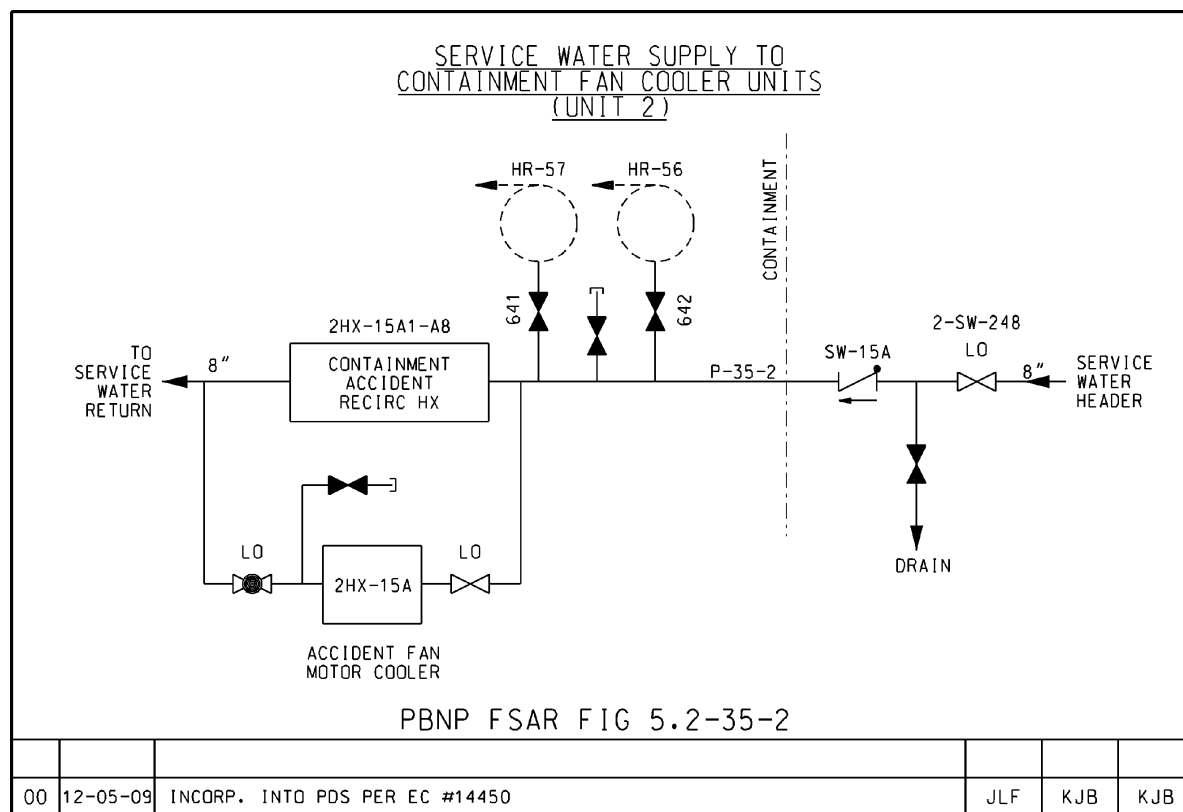 SERVICE WATER SUPPLY TO
CONTAINMENT FAN COOLER UNITS
(UNIT 2)
HR-57
HR-56
CONTAINMENT
641
642
2HX-15A1-A8
2-SW-248
TO
SERVICE
WATER
RETURN
8"
CONTAINMENT
ACCIDENT
RECIRC HX
P-35-2
SW-15A
LO
8"
SERVICE
WATER
HEADER
LO
LO
2HX-15A
DRAIN
ACCIDENT FAN
MOTOR COOLER
PBNP FSAR FIG 5.2-35-2
00 12-05-09 INCORP. INTO PDS PER EC #14450 JLF KJB KJB